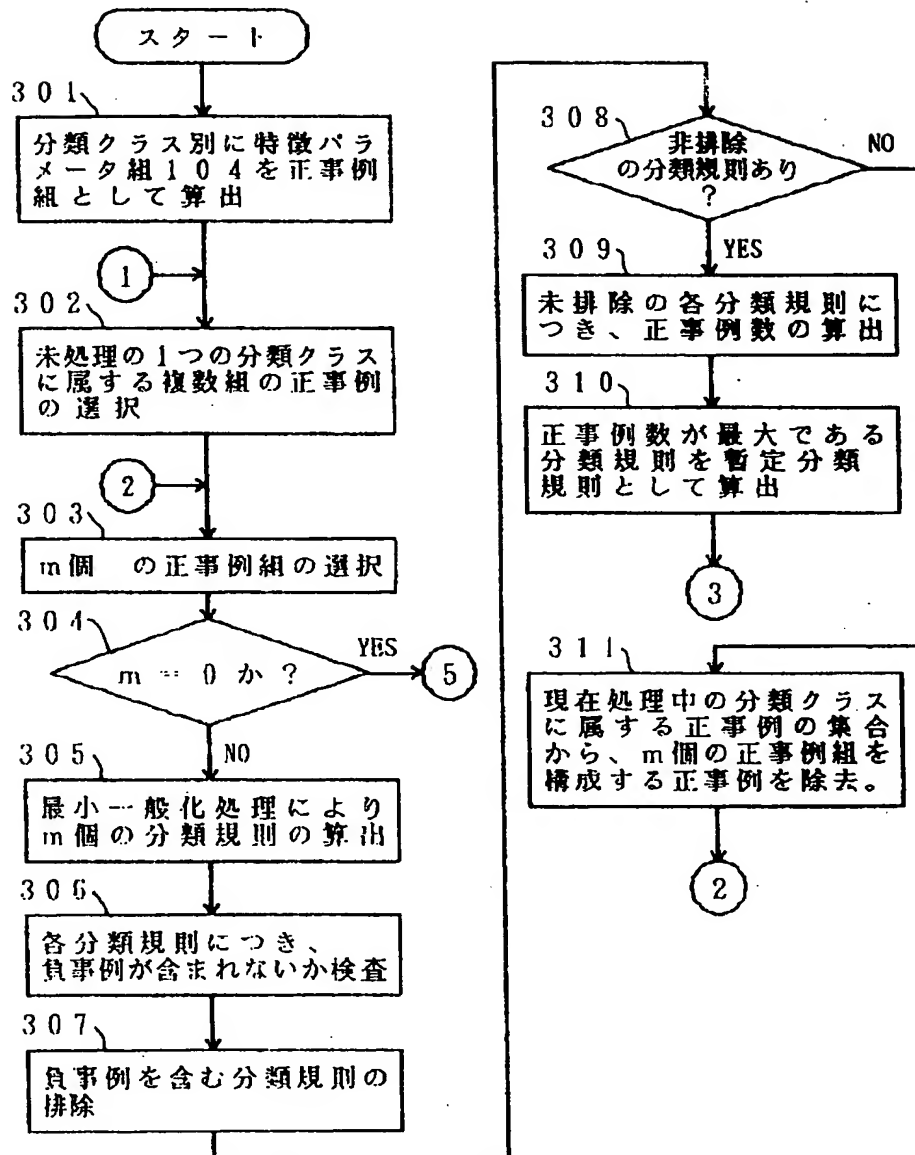 スタート
301
分類クラス別に特徴パラ
メータ組104を正事例
組として算出
1
302
未処理の1つの分類クラス
に属する複数組の正事例
の選択
2
303
m個 の正事例組の選択
304
m=0か?
YES
5
NO
305
最小一般化処理により
m個の分類規則の算出
306
各分類規則につき、
負事例が含まれないか検査
307
負事例を含む分類規則の
排除
308
非排除
の分類規則あり
?
NO
YES
309
未排除の各分類規則に
つき、正事例数の算出
310
正事例数が最大である
分類規則を暫定分類
規則として算出
3
311
現在処理中の分類クラス
に属する正事例の集合
から、m個の正事例組を
構成する正事例を除去。
2